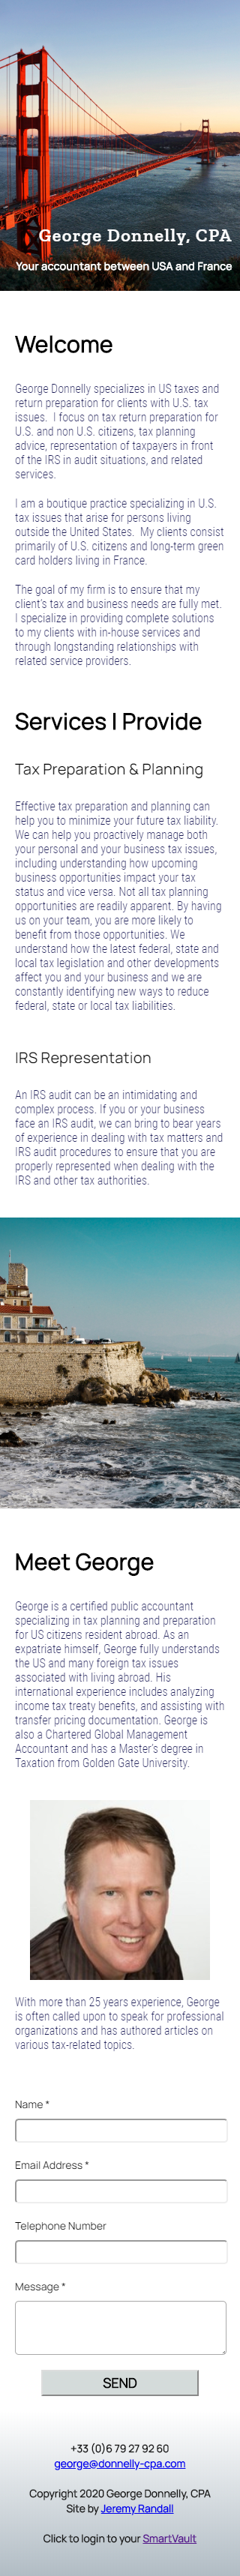 George Donnelly, CPA
Your accountant between USA and France
Welcome
George Donnelly specializes in US taxes and
return preparation for clients with U.S. tax
issues.  I focus on tax return preparation for
U.S. and non U.S. citizens, tax planning
advice, representation of taxpayers in front
of the IRS in audit situations, and related
services.
I am a boutique practice specializing in U.S.
tax issues that arise for persons living
outside the United States.  My clients consist
primarily of U.S. citizens and long-term green
card holders living in France.
The goal of my firm is to ensure that my
client's tax and business needs are fully met.
I specialize in providing complete solutions
to my clients with in-house services and
through longstanding relationships with
related service providers.
Services I Provide
Tax Preparation & Planning
Effective tax preparation and planning can
help you to minimize your future tax liability.
We can help you proactively manage both
your personal and your business tax issues,
including understanding how upcoming
business opportunities impact your tax
status and vice versa. Not all tax planning
opportunities are readily apparent. By having
us on your team, you are more likely to
benefit from those opportunities. We
understand how the latest federal, state and
local tax legislation and other developments
affect you and your business and we are
constantly identifying new ways to reduce
federal, state or local tax liabilities.
IRS Representation
An IRS audit can be an intimidating and
complex process. If you or your business
face an IRS audit, we can bring to bear years
of experience in dealing with tax matters and
IRS audit procedures to ensure that you are
properly represented when dealing with the
IRS and other tax authorities.
Meet George
George is a certified public accountant
specializing in tax planning and preparation
for US citizens resident abroad. As an
expatriate himself, George fully understands
the US and many foreign tax issues
associated with living abroad. His
international experience includes analyzing
income tax treaty benefits, and assisting with
transfer pricing documentation. George is
also a Chartered Global Management
Accountant and has a Master's degree in
Taxation from Golden Gate University.
With more than 25 years experience, George
is often called upon to speak for professional
organizations and has authored articles on
various tax-related topics.
Name *
Email Address *
Telephone Number
Message *
SEND
+33 (0)6 79 27 92 60
george@donnelly-cpa.com
Copyright 2020 George Donnelly, CPA
Site by Jeremy Randall
Click to login to your SmartVault